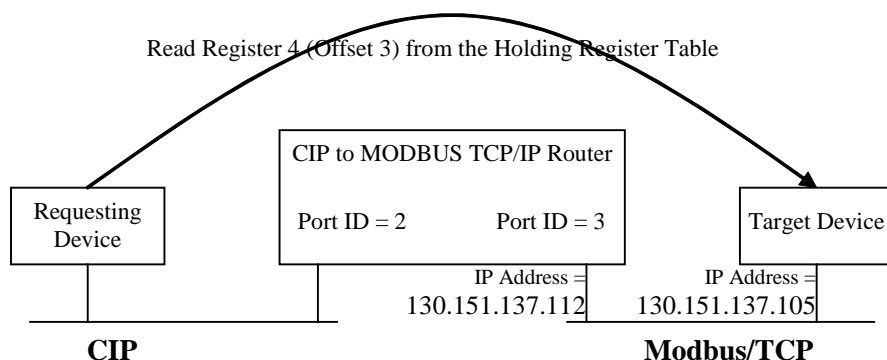 Read Register 4 (Offset 3) from the Holding Register Table
CIP to MODBUS TCP/IP Router
Requesting
Device
Port ID = 2
Port ID = 3
Target Device
IP Address =
130.151.137.112
IP Address =
130.151.137.105
CIP
Modbus/TCP